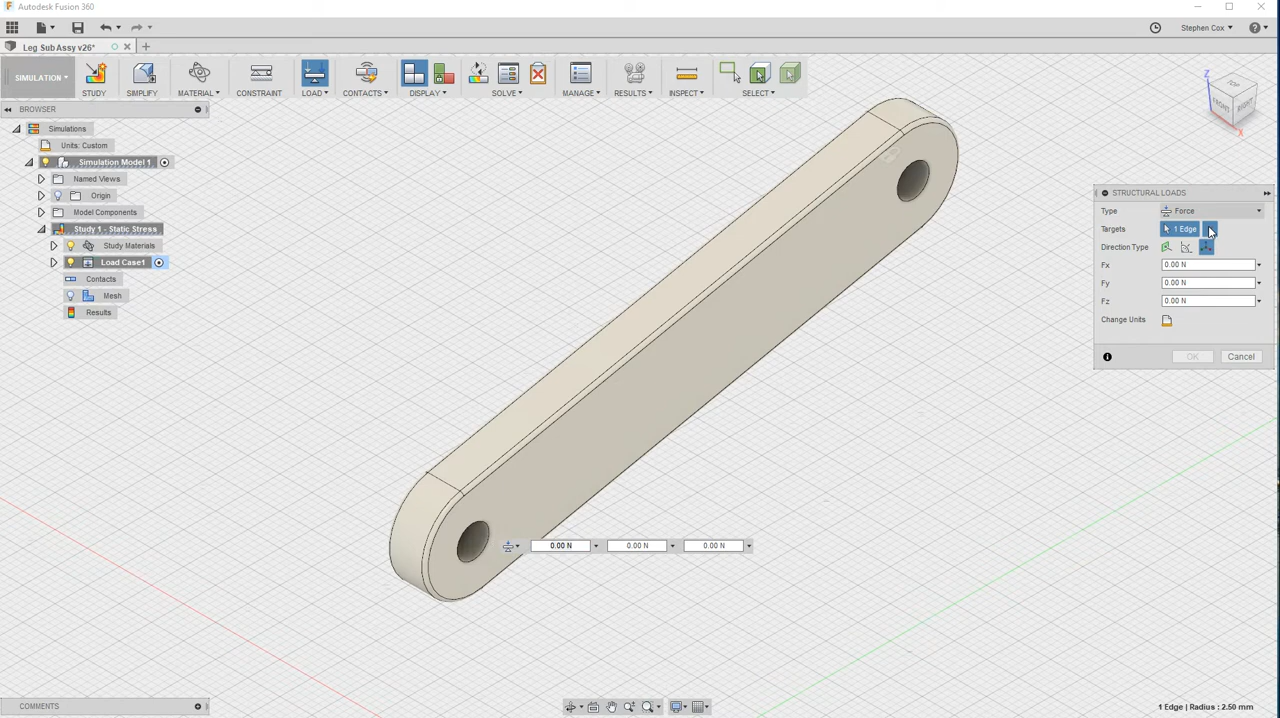 Autodesk Fusion 360
Stephen Cox
Leg Sub Assy v26*
SIMULATION
STUDY
SIMPLIFY
MATERIAL
CONSTRAINT
LOAD
CONTACTS
DISPLAY
SOLVE
MANAGE
RESULTS
INSPECT
SELECT
BROWSER
Simulations
Units: Custom
Simulation Model 1
Named Views
Origin
Model Components
Study 1 - Static Stress
Study Materials
Load Case1
Contacts
Mesh
Results
TOP
FRONT
RIGHT
Z
X
STRUCTURAL LOADS
Type Force
Targets 1 Edge
Direction Type
Fx 0.00 N
Fy 0.00 N
Fz 0.00 N
Change Units
OK Cancel
0.00 N 0.00 N 0.00 N
COMMENTS
1 Edge | Radius : 2.50 mm